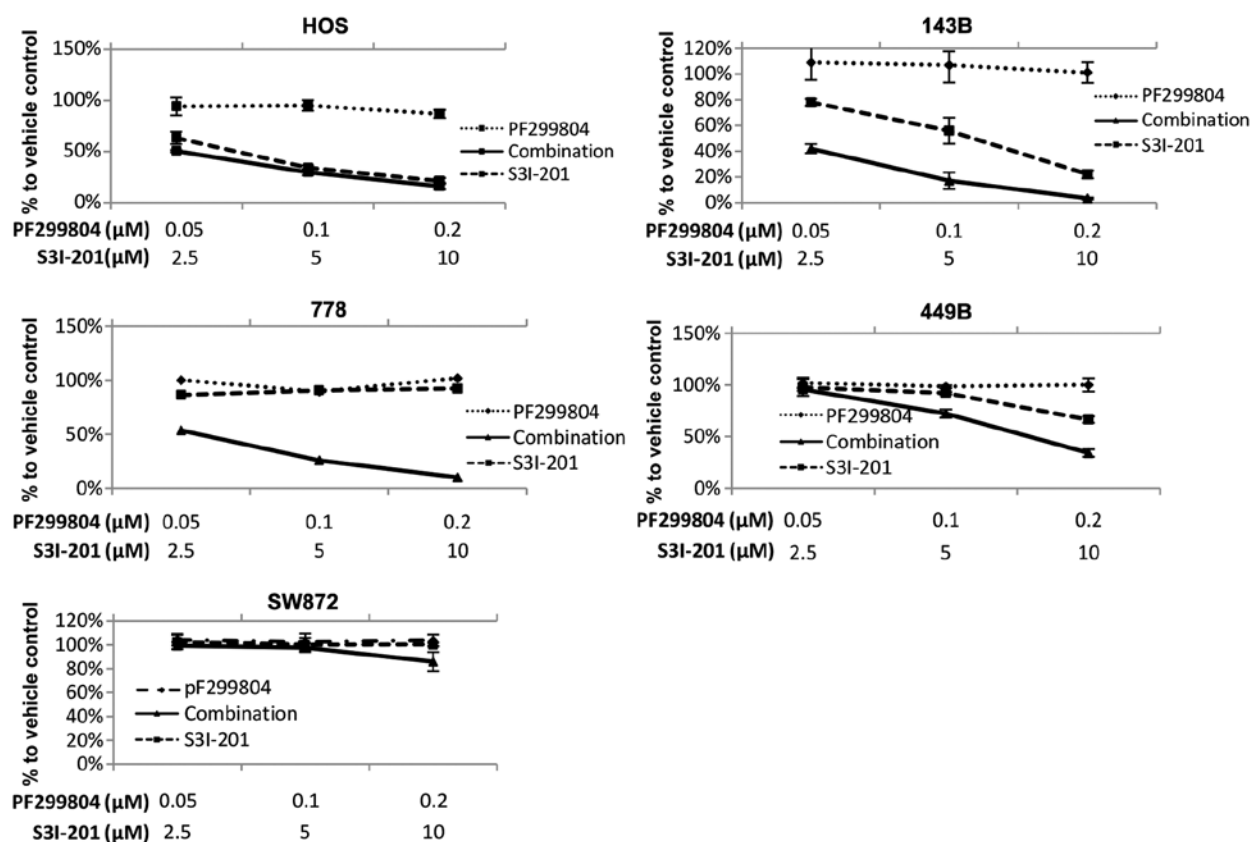 HOS
% to vehicle control
150%
100%
50%
0%
PF299804
Combination
S3I-201
PF299804 (µM) 0.05 0.1 0.2
S3I-201(µM) 2.5 5 10
143B
% to vehicle control
120%
100%
80%
60%
40%
20%
0%
PF299804
Combination
S3I-201
PF299804 (µM) 0.05 0.1 0.2
S3I-201 (µM) 2.5 5 10
778
% to vehicle control
150%
100%
50%
0%
PF299804
Combination
S3I-201
PF299804 (µM) 0.05 0.1 0.2
S3I-201 (µM) 2.5 5 10
449B
% to vehicle control
150%
100%
50%
0%
PF299804
Combination
S3I-201
PF299804 (µM) 0.05 0.1 0.2
S3I-201 (µM) 2.5 5 10
SW872
% to vehicle control
120%
100%
80%
60%
40%
20%
0%
pF299804
Combination
S3I-201
PF299804 (µM) 0.05 0.1 0.2
S3I-201 (µM) 2.5 5 10